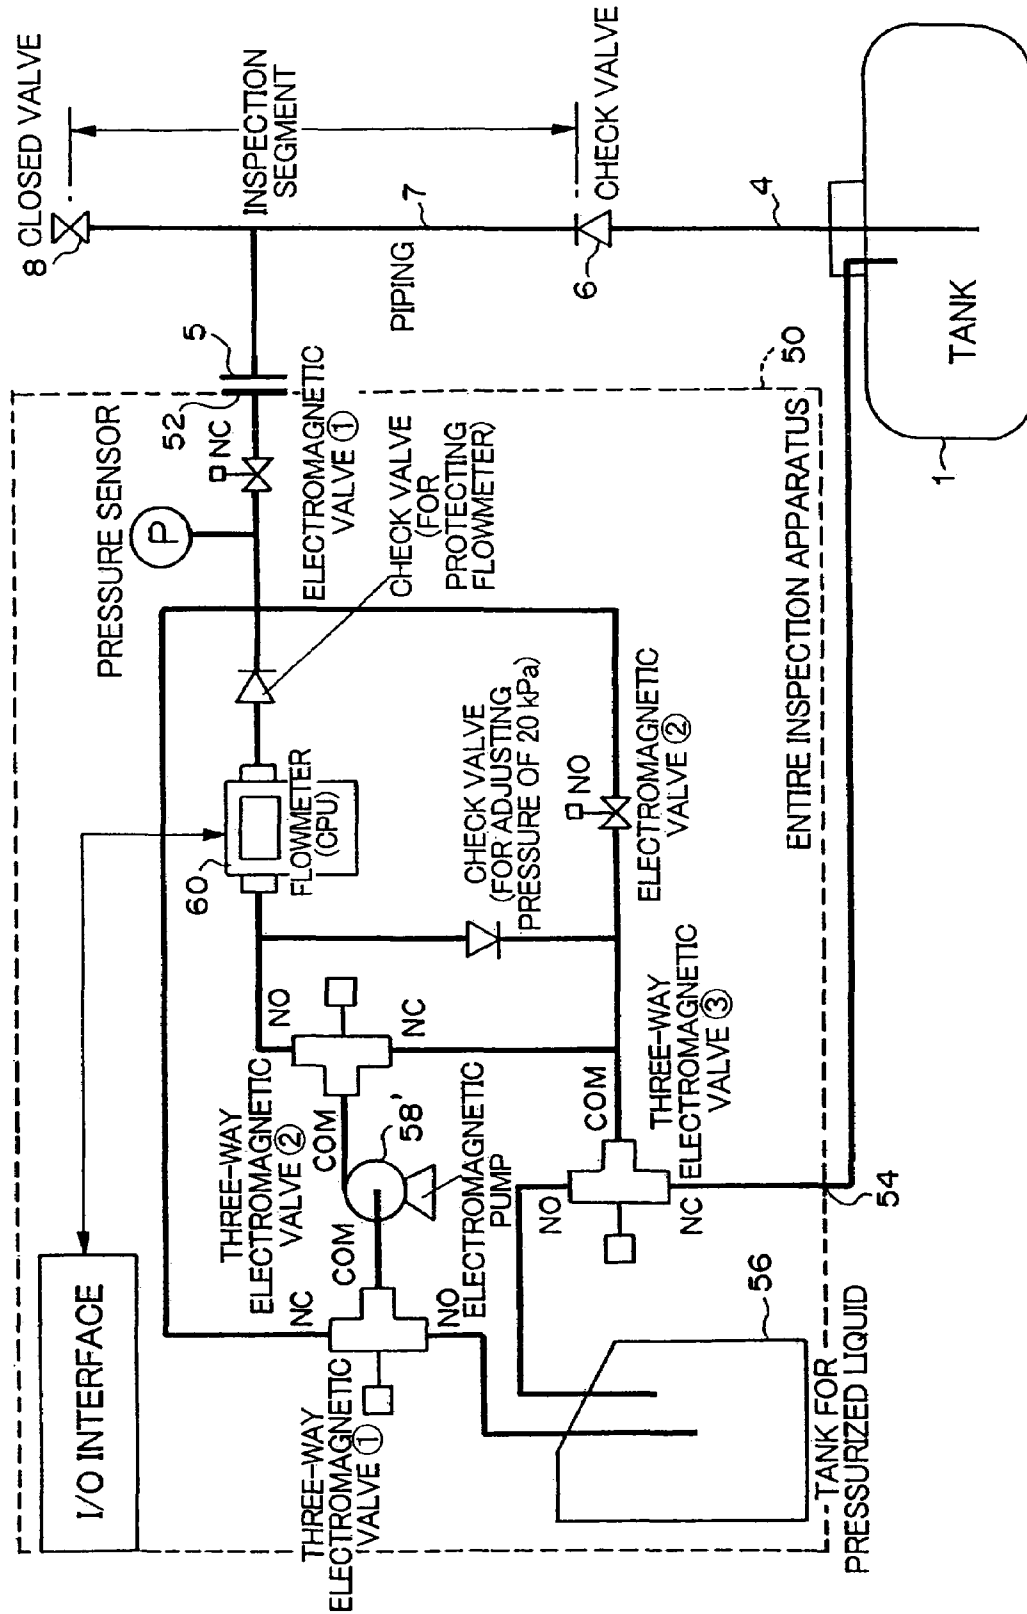 8 CLOSED VALVE
INSPECTION
SEGMENT
CHECK VALVE
6
7
PIPING
4
TANK
1
5
52
50
NC
ELECTROMAGNETIC
VALVE ①
PRESSURE SENSOR
P
CHECK VALVE
(FOR
PROTECTING
FLOWMETER)
60
FLOWMETER
(CPU)
CHECK VALVE
(FOR ADJUSTING
PRESSURE OF 20 kPa)
NO
ELECTROMAGNETIC
VALVE ②
ENTIRE INSPECTION APPARATUS
NO
NC
COM
THREE-WAY
ELECTROMAGNETIC
VALVE ②
58'
ELECTROMAGNETIC
PUMP
COM
NC
NO
THREE-WAY
ELECTROMAGNETIC
VALVE ①
COM
NO
NC
THREE-WAY
ELECTROMAGNETIC
VALVE ③
54
56
TANK FOR
PRESSURIZED LIQUID
I/O INTERFACE